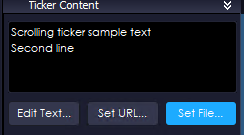 Ticker Content
Scrolling ticker sample text
Second line
Edit Text... Set URL... Set File...